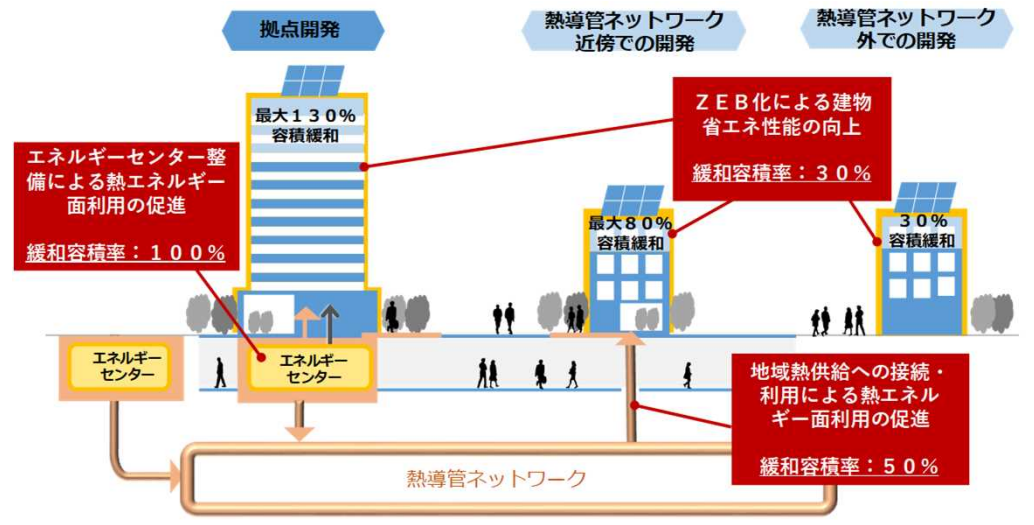 拠点開発
熱導管ネットワーク
近傍での開発
熱導管ネットワーク
外での開発
最大１３０％
容積緩和
ＺＥＢ化による建物
省エネ性能の向上
緩和容積率：３０％
エネルギーセンター整
備による熱エネルギー
面利用の促進
緩和容積率：１００％
最大８０％
容積緩和
３０％
容積緩和
エネルギー
センター
エネルギー
センター
地域熱供給への接続・
利用による熱エネル
ギー面利用の促進
緩和容積率：５０％
熱導管ネットワーク